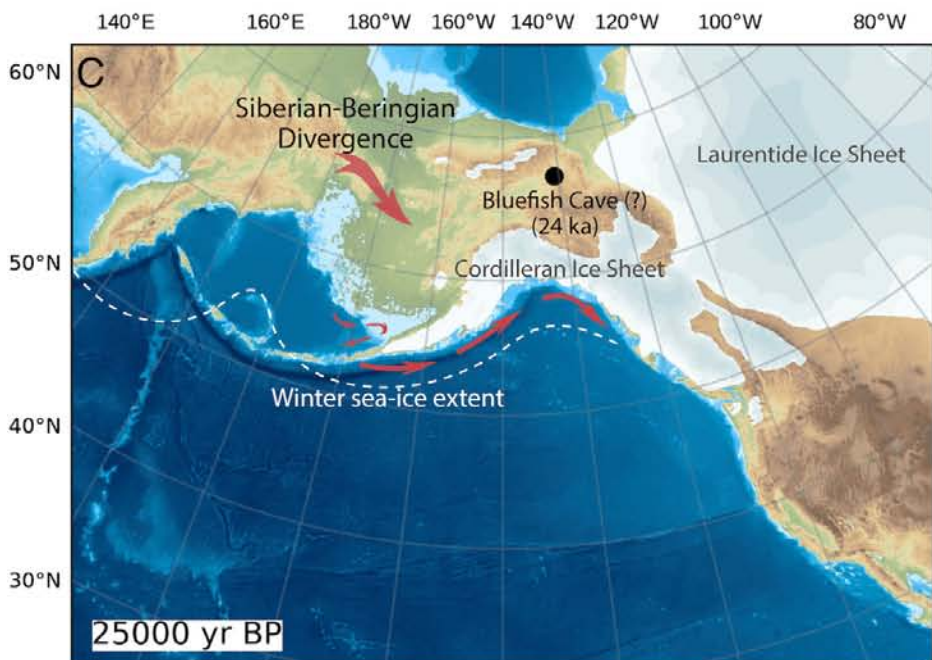 140°E
160°E
180°W
160°W
140°W
120°W
100°W
80°W
60°N
C
Siberian-Beringian
Divergence
Laurentide Ice Sheet
Bluefish Cave (?)
(24 ka)
50°N
Cordilleran Ice Sheet
Winter sea-ice extent
40°N
30°N
25000 yr BP